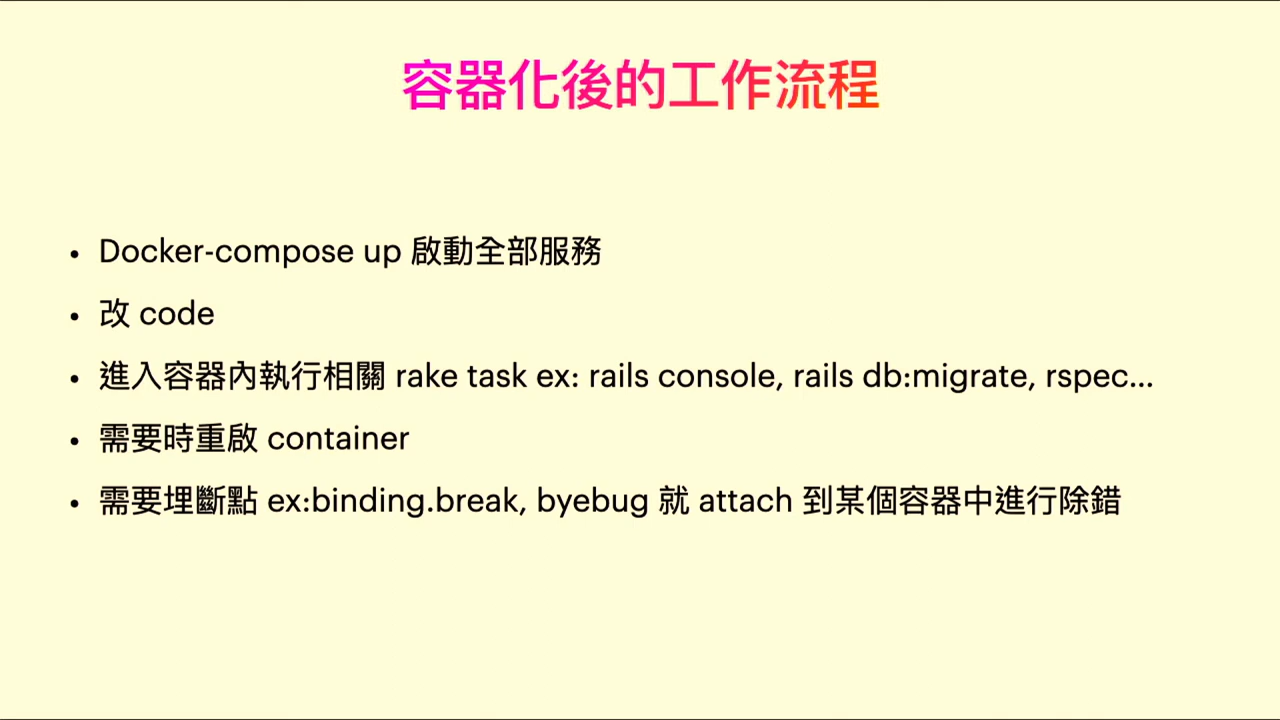 容器化後的工作流程
• Docker-compose up 啟動全部服務
• 改 code
• 進入容器內執行相關 rake task ex: rails console, rails db:migrate, rspec...
• 需要時重啟 container
• 需要埋斷點 ex:binding.break, byebug 就 attach 到某個容器中進行除錯